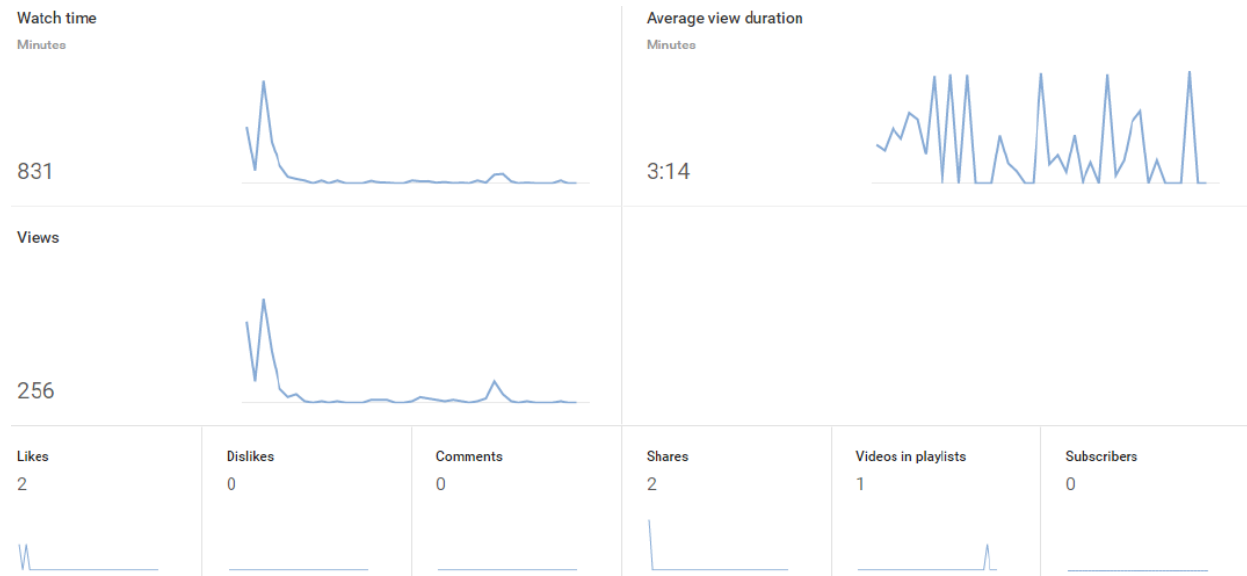 Watch time
Minutes
831
Average view duration
Minutes
3:14
Views
256
Likes
2
Dislikes
0
Comments
0
Shares
2
Videos in playlists
1
Subscribers
0